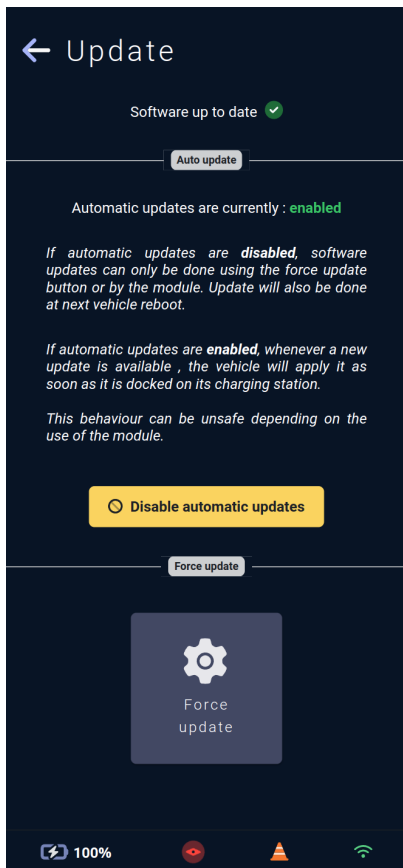 Update
Software up to date
Auto update
Automatic updates are currently : enabled
If automatic updates are disabled, software
updates can only be done using the force update
button or by the module. Update will also be done
at next vehicle reboot.
If automatic updates are enabled, whenever a new
update is available , the vehicle will apply it as
soon as it is docked on its charging station.
This behaviour can be unsafe depending on the
use of the module.
Disable automatic updates
Force update
Force
update
100%